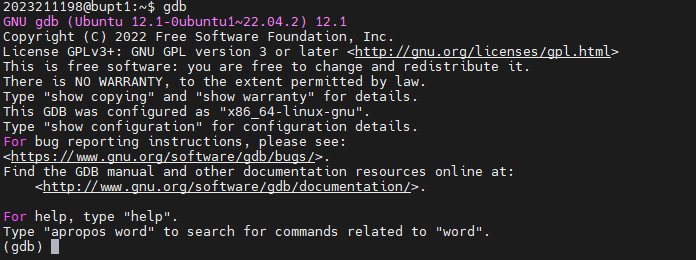 2023211198@bupt1:~$ gdb
GNU gdb (Ubuntu 12.1-0ubuntu1~22.04.2) 12.1
Copyright (C) 2022 Free Software Foundation, Inc.
License GPLv3+: GNU GPL version 3 or later <http://gnu.org/licenses/gpl.html>
This is free software: you are free to change and redistribute it.
There is NO WARRANTY, to the extent permitted by law.
Type "show copying" and "show warranty" for details.
This GDB was configured as "x86_64-linux-gnu".
Type "show configuration" for configuration details.
For bug reporting instructions, please see:
<https://www.gnu.org/software/gdb/bugs/>.
Find the GDB manual and other documentation resources online at:
    <http://www.gnu.org/software/gdb/documentation/>.

For help, type "help".
Type "apropos word" to search for commands related to "word".
(gdb)